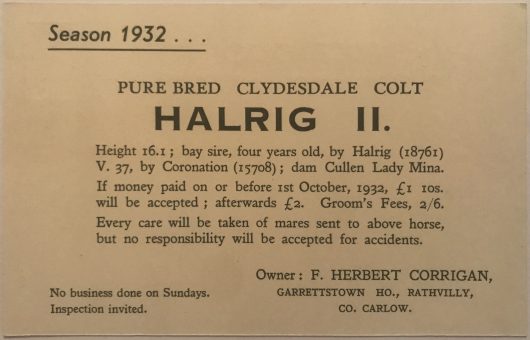 Season 1932 . . .
PURE BRED CLYDESDALE COLT
HALRIG II.
Height 16.1 ; bay sire, four years old, by Halrig (18761)
V. 37, by Coronation (15708) ; dam Cullen Lady Mina.
If money paid on or before 1st October, 1932, £1 10s.
will be accepted ; afterwards £2. Groom's Fees, 2/6.
Every care will be taken of mares sent to above horse,
but no responsibility will be accepted for accidents.
Owner : F. HERBERT CORRIGAN,
GARRETTSTOWN HO., RATHVILLY,
CO. CARLOW.
No business done on Sundays.
Inspection invited.